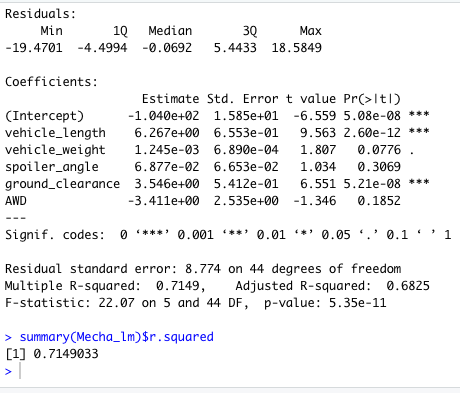 Residuals:
     Min       1Q   Median       3Q      Max
-19.4701  -4.4994  -0.0692   5.4433  18.5849
Coefficients:
                   Estimate Std. Error t value Pr(>|t|)
(Intercept)      -1.040e+02  1.585e+01  -6.559 5.08e-08 ***
vehicle_length    6.267e+00  6.553e-01   9.563 2.60e-12 ***
vehicle_weight    1.245e-03  6.890e-04   1.807   0.0776 .
spoiler_angle     6.877e-02  6.653e-02   1.034   0.3069
ground_clearance  3.546e+00  5.412e-01   6.551 5.21e-08 ***
AWD              -3.411e+00  2.535e+00  -1.346   0.1852
---
Signif. codes:  0 ‘***’ 0.001 ‘**’ 0.01 ‘*’ 0.05 ‘.’ 0.1 ‘ ’ 1
Residual standard error: 8.774 on 44 degrees of freedom
Multiple R-squared:  0.7149,	Adjusted R-squared:  0.6825
F-statistic: 22.07 on 5 and 44 DF,  p-value: 5.35e-11
> summary(Mecha_lm)$r.squared
[1] 0.7149033
>